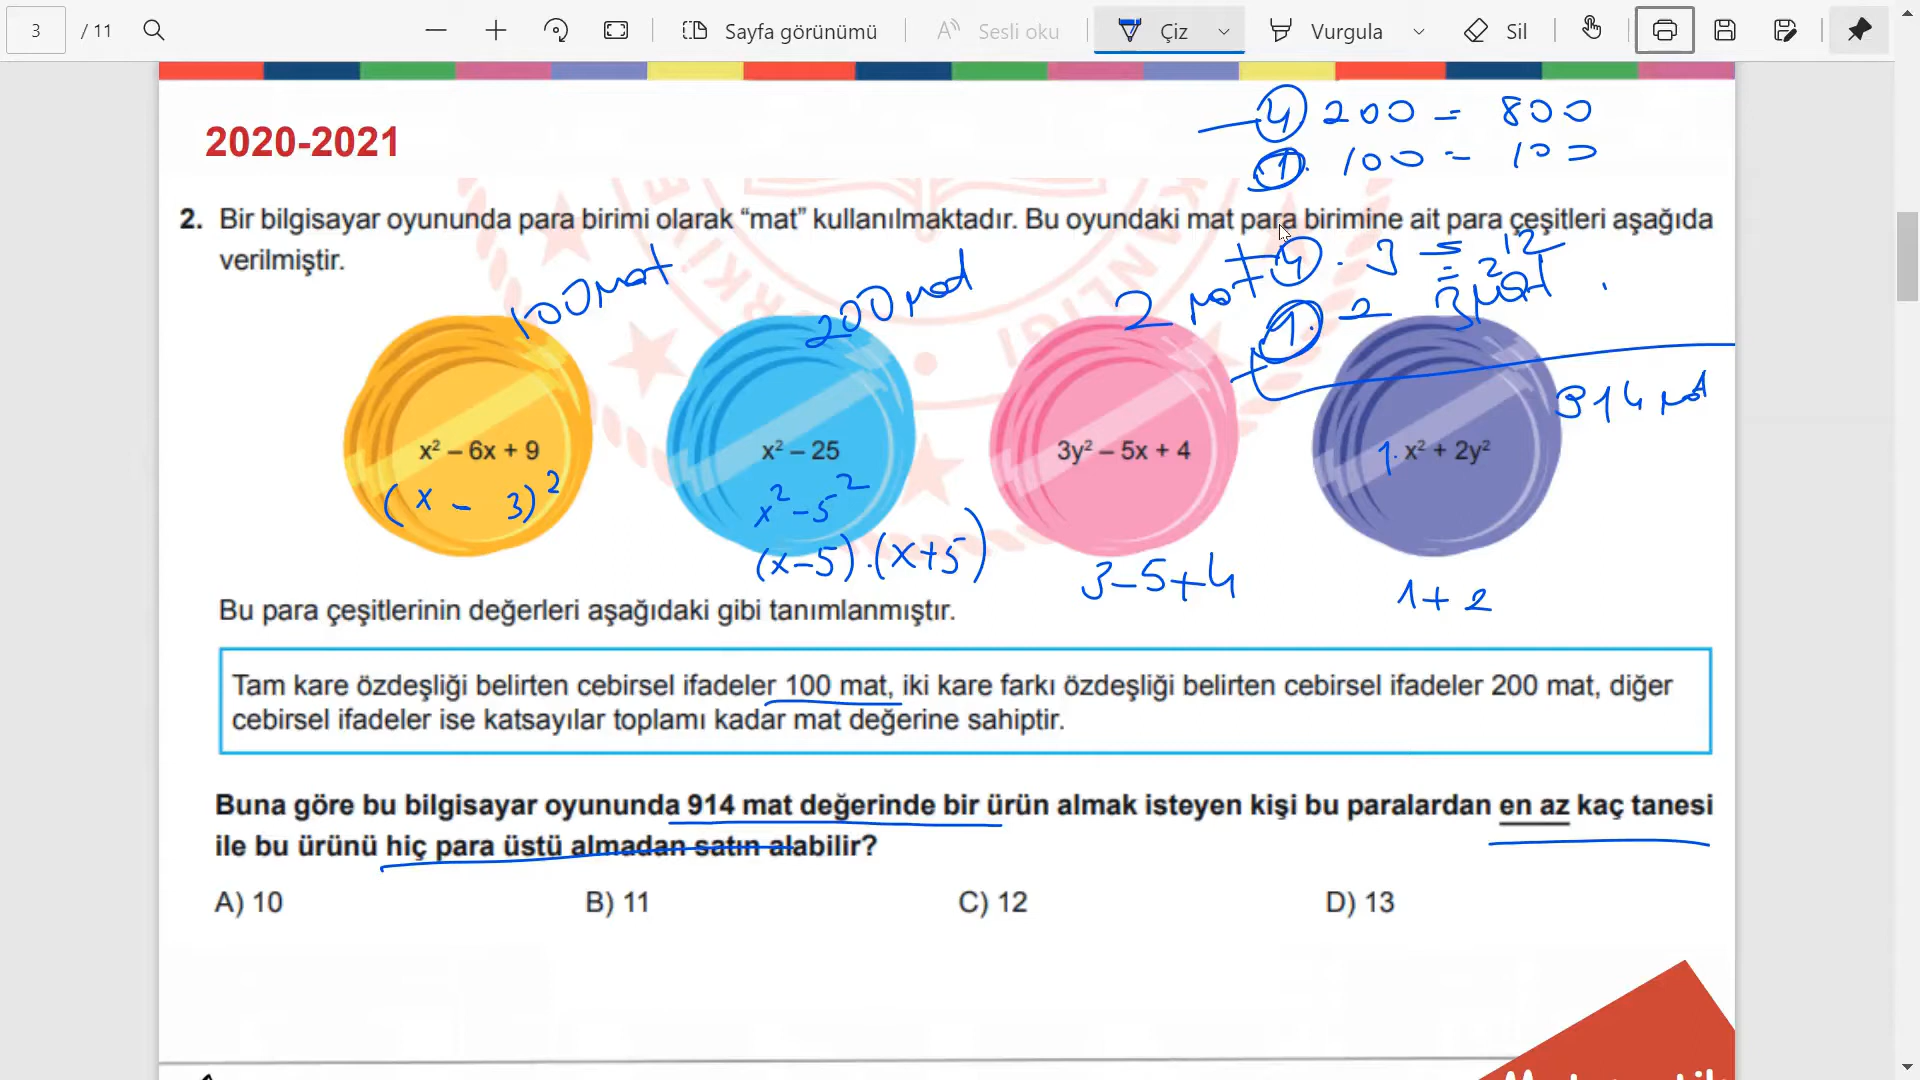 3 / 11 Sayfa görünümü Sesli oku Çiz Vurgula Sil
4 200 = 800
2020-2021
1. 100 = 100
2. Bir bilgisayar oyununda para birimi olarak “mat” kullanılmaktadır. Bu oyundaki mat para birimine ait para çeşitleri aşağıda
verilmiştir.
4 . 3 = 12
100 mat
200 mat
2 mat
3 mat
1. 2 = 2
914 mat
x² – 6x + 9
x² – 25
3y² – 5x + 4
1. x² + 2y²
(x – 3)²
x² – 5²
(x–5).(x+5)
3–5+4
1+2
Bu para çeşitlerinin değerleri aşağıdaki gibi tanımlanmıştır.
Tam kare özdeşliği belirten cebirsel ifadeler 100 mat, iki kare farkı özdeşliği belirten cebirsel ifadeler 200 mat, diğer
cebirsel ifadeler ise katsayılar toplamı kadar mat değerine sahiptir.
Buna göre bu bilgisayar oyununda 914 mat değerinde bir ürün almak isteyen kişi bu paralardan en az kaç tanesi
ile bu ürünü hiç para üstü almadan satın alabilir?
A) 10 B) 11 C) 12 D) 13